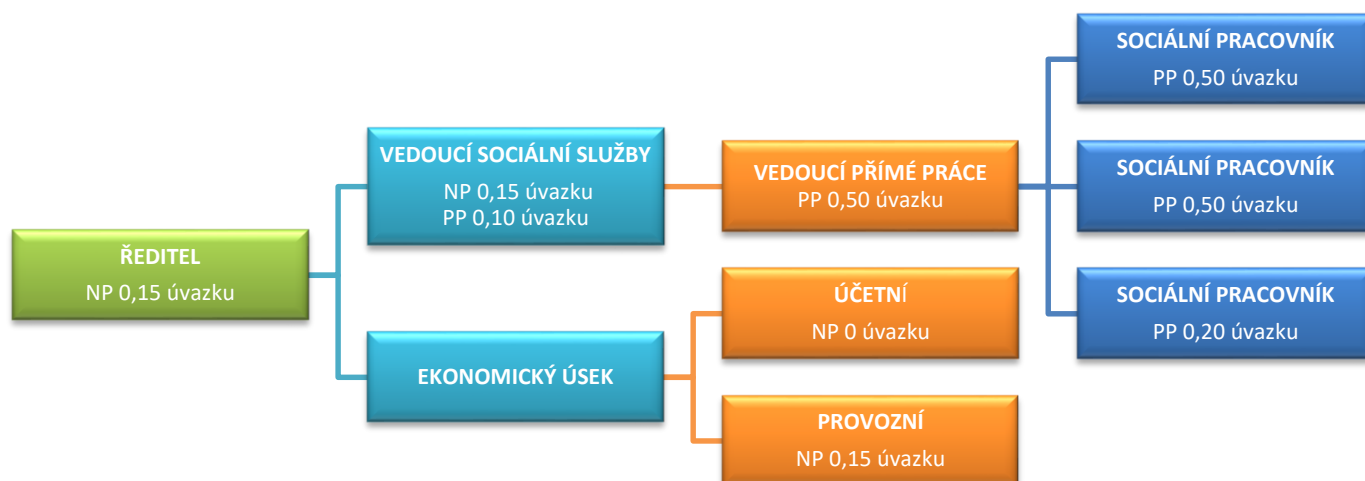 ŘEDITEL
NP 0,15 úvazku
VEDOUCÍ SOCIÁLNÍ SLUŽBY
NP 0,15 úvazku
PP 0,10 úvazku
VEDOUCÍ PŘÍMÉ PRÁCE
PP 0,50 úvazku
SOCIÁLNÍ PRACOVNÍK
PP 0,50 úvazku
SOCIÁLNÍ PRACOVNÍK
PP 0,50 úvazku
SOCIÁLNÍ PRACOVNÍK
PP 0,20 úvazku
EKONOMICKÝ ÚSEK
ÚČETNÍ
NP 0 úvazku
PROVOZNÍ
NP 0,15 úvazku